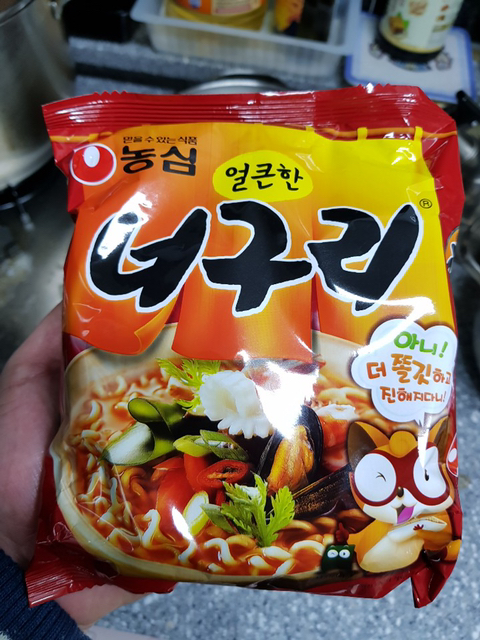 믿을 수 있는 식품
농심
얼큰한
너구리
®
아니!
더 쫄깃하고
진해지다니!